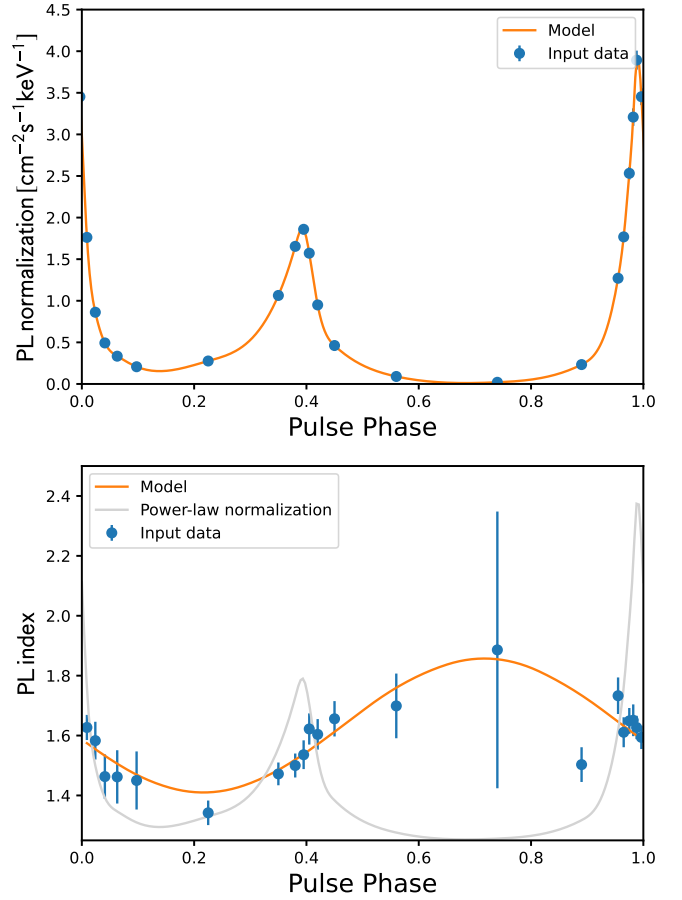 4.5
4.0
3.5
3.0
2.5
2.0
1.5
1.0
0.5
0.0
PL normalization [cm⁻²s⁻¹keV⁻¹]
Model
Input data
0.0 0.2 0.4 0.6 0.8 1.0
Pulse Phase
2.4
2.2
2.0
1.8
1.6
1.4
PL index
Model
Power-law normalization
Input data
0.0 0.2 0.4 0.6 0.8 1.0
Pulse Phase